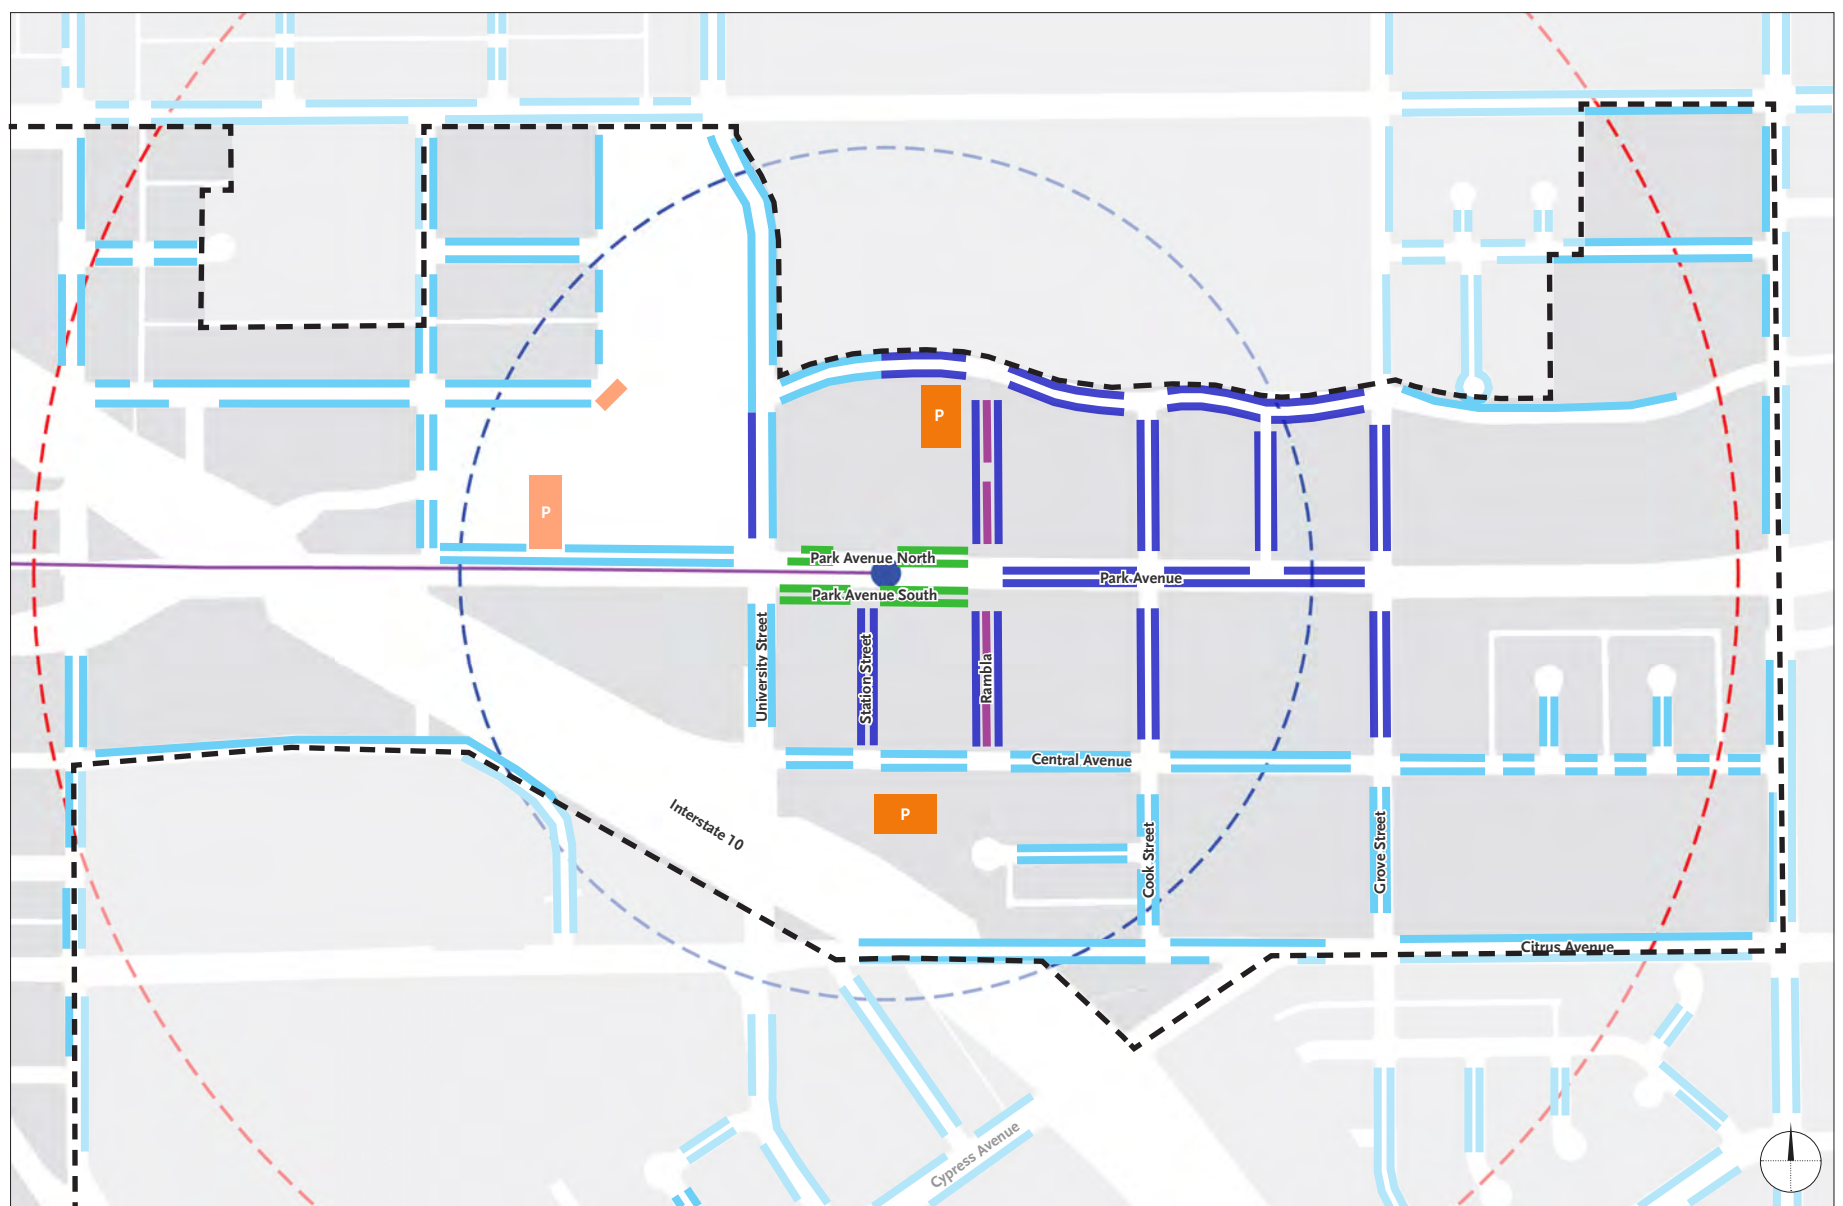 P
P
Park Avenue North
Park Avenue
Park Avenue South
University Street
Station Street
Rambla
Central Avenue
Interstate 10
P
Cook Street
Grove Street
Citrus Avenue
Cypress Avenue